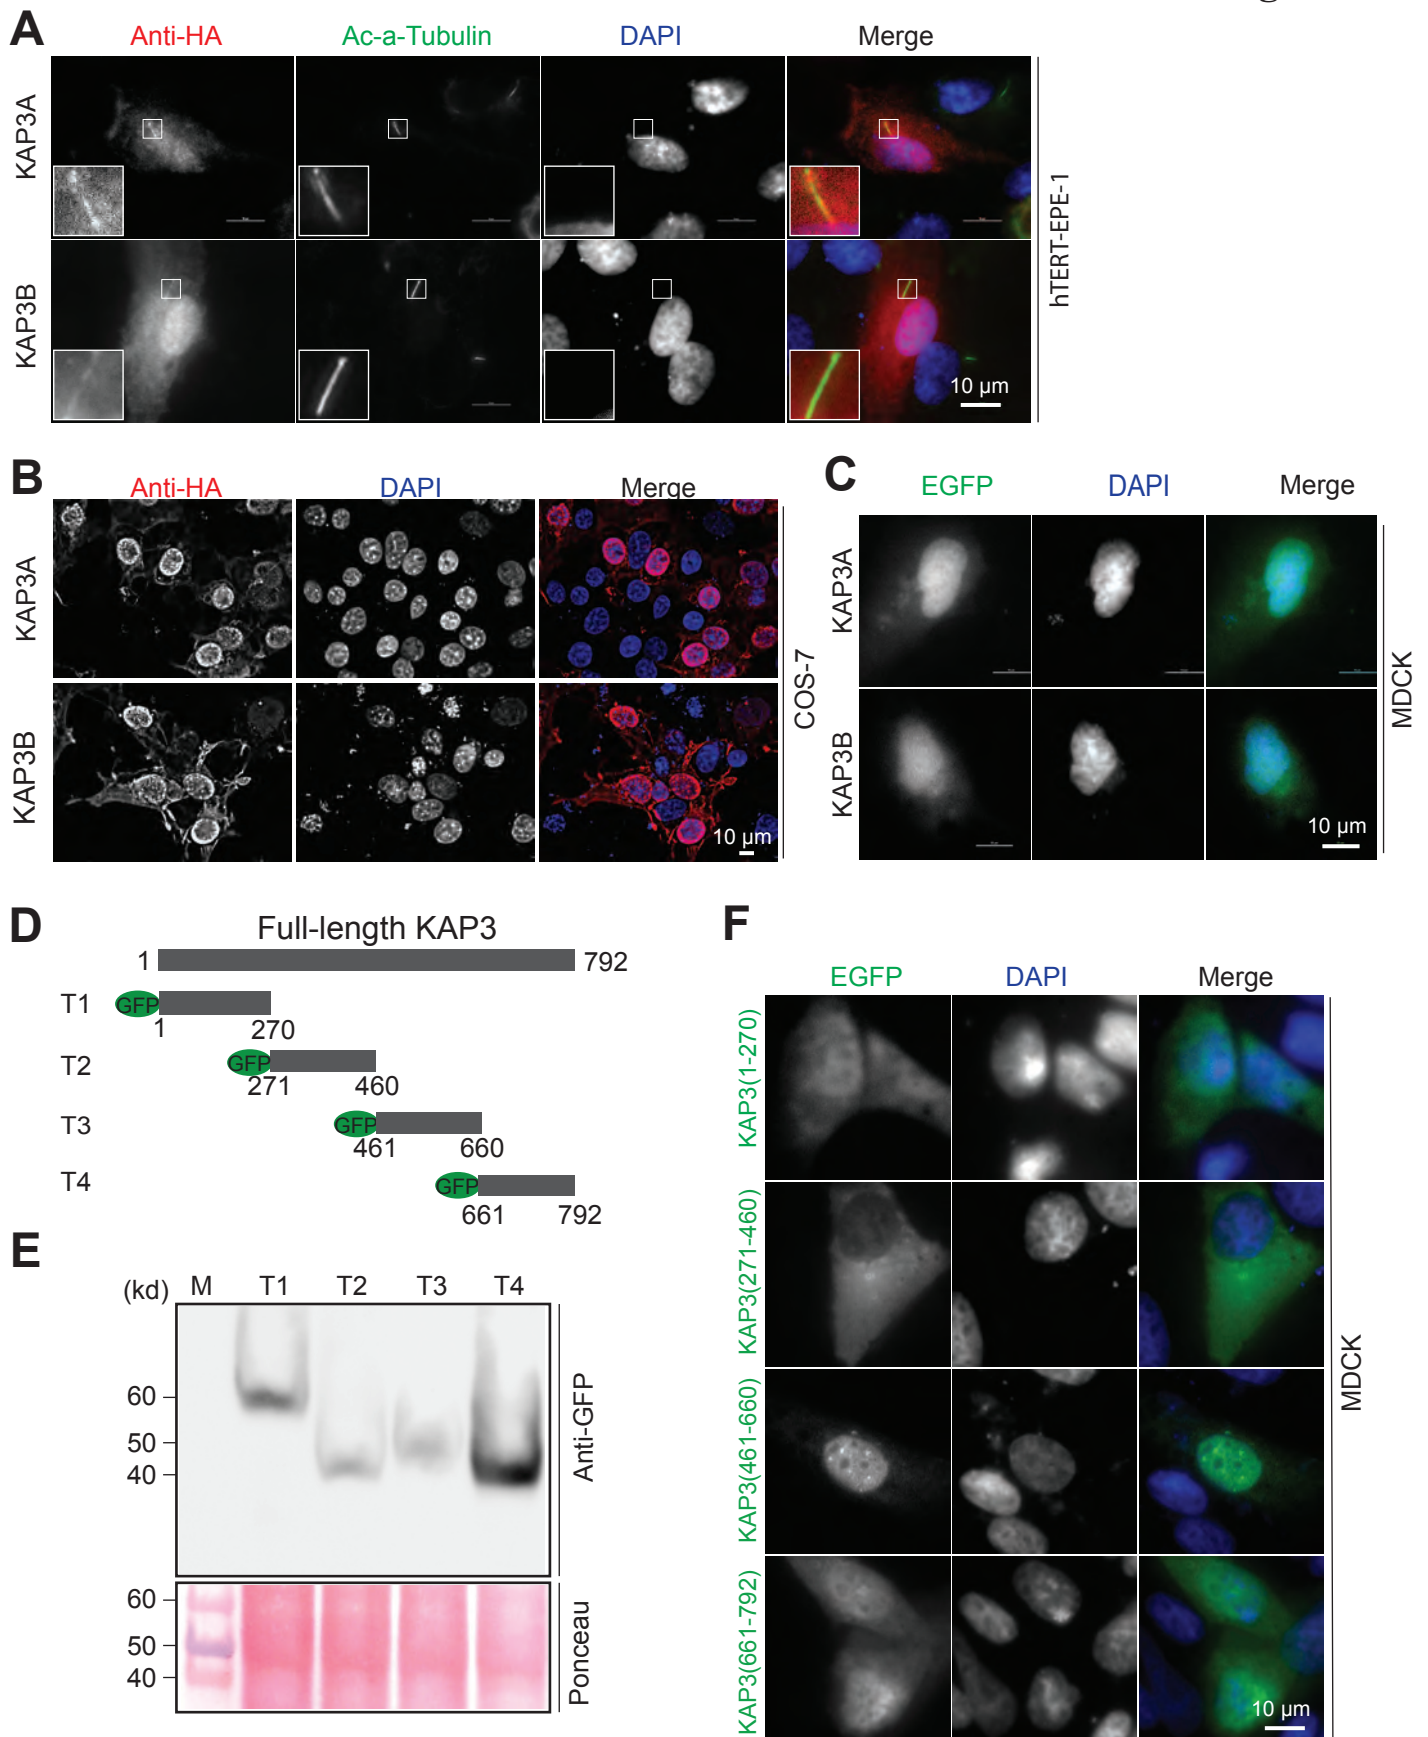 A
Anti-HA Ac-a-Tubulin DAPI Merge
KAP3A
KAP3B
10 µm
hTERT-EPE-1
B
Anti-HA DAPI Merge
KAP3A
KAP3B
10 µm
COS-7
C
EGFP DAPI Merge
KAP3A
KAP3B
10 µm
MDCK
D
Full-length KAP3
1 792
T1 GFP
1 270
T2 GFP
271 460
T3 GFP
461 660
T4 GFP
661 792
E
(kd) M T1 T2 T3 T4
60
50
40
Anti-GFP
60
50
40
Ponceau
F
EGFP DAPI Merge
KAP3(1-270)
KAP3(271-460)
KAP3(461-660)
KAP3(661-792)
10 µm
MDCK